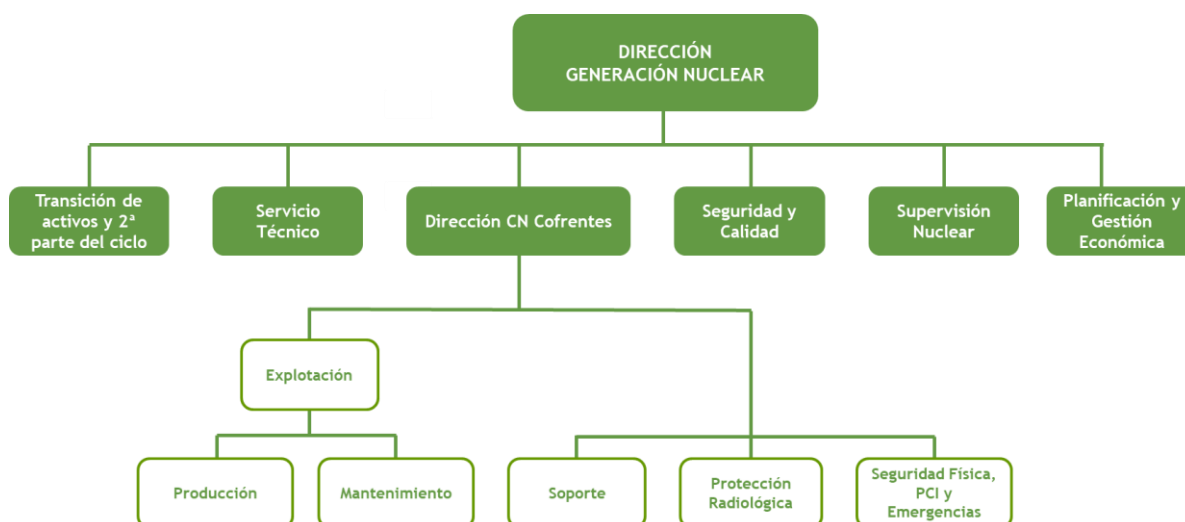 DIRECCIÓN
GENERACIÓN NUCLEAR
Transición de
activos y 2ª
parte del ciclo
Servicio
Técnico
Dirección CN Cofrentes
Seguridad y
Calidad
Supervisión
Nuclear
Planificación y
Gestión
Económica
Explotación
Producción
Mantenimiento
Soporte
Protección
Radiológica
Seguridad Física,
PCI y
Emergencias